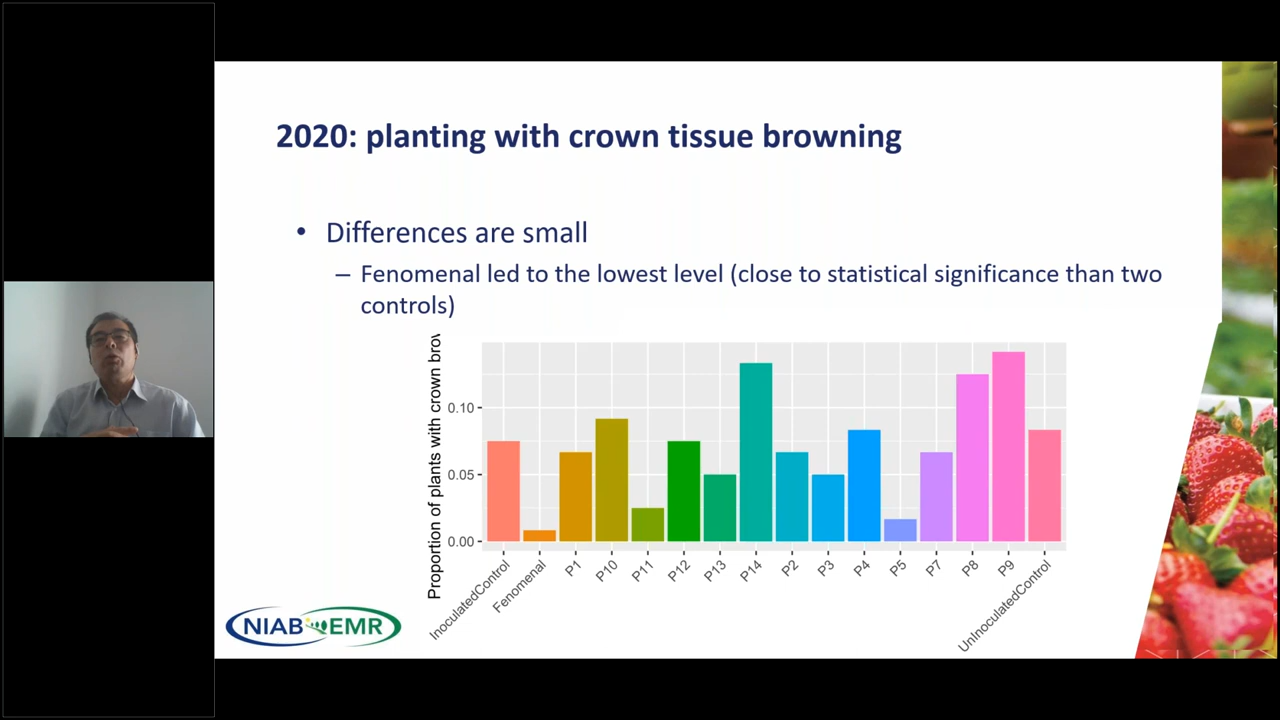 2020: planting with crown tissue browning
• Differences are small
– Fenomenal led to the lowest level (close to statistical significance than two
controls)
Proportion of plants with crown
0.10
0.05
0.00
InoculatedControl
Fenomenal
P1
P10
P11
P12
P13
P14
P2
P3
P4
P5
P7
P8
P9
UnInoculatedControl
NIAB EMR